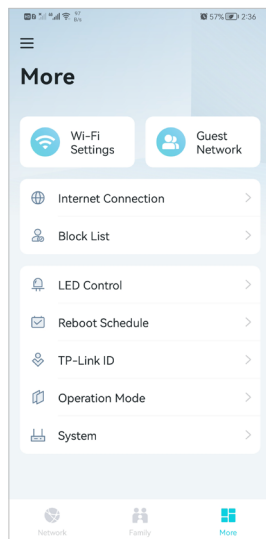 57% 2:36
More
Wi-Fi
Settings
Guest
Network
Internet Connection
Block List
LED Control
Reboot Schedule
TP-Link ID
Operation Mode
System
Network
Family
More